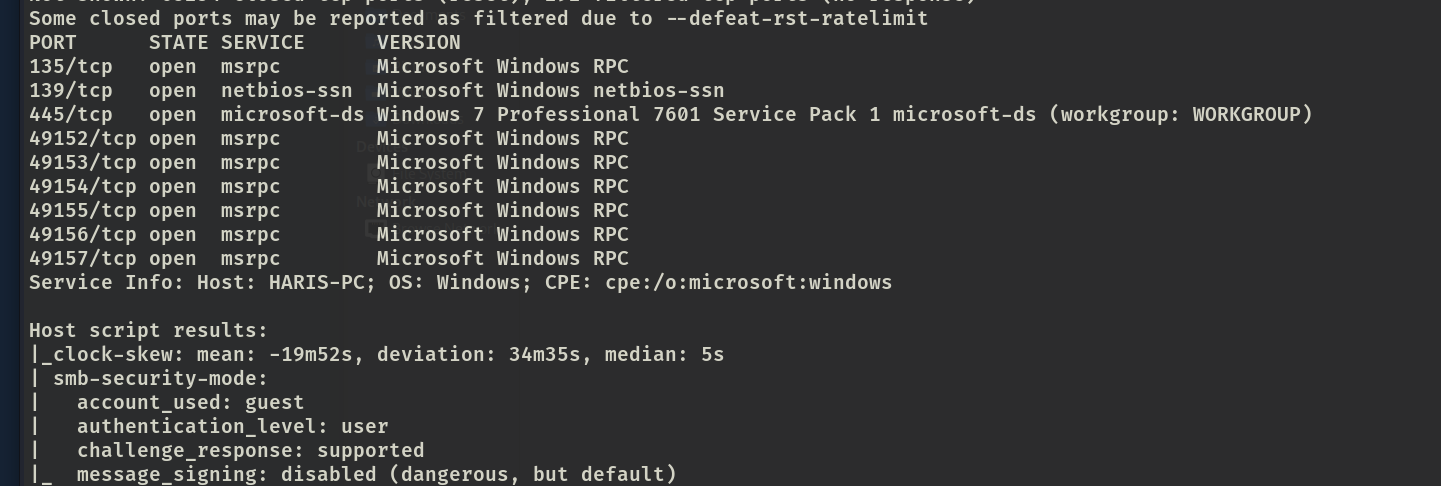 Some closed ports may be reported as filtered due to --defeat-rst-ratelimit
PORT      STATE SERVICE      VERSION
135/tcp   open  msrpc        Microsoft Windows RPC
139/tcp   open  netbios-ssn  Microsoft Windows netbios-ssn
445/tcp   open  microsoft-ds Windows 7 Professional 7601 Service Pack 1 microsoft-ds (workgroup: WORKGROUP)
49152/tcp open  msrpc        Microsoft Windows RPC
49153/tcp open  msrpc        Microsoft Windows RPC
49154/tcp open  msrpc        Microsoft Windows RPC
49155/tcp open  msrpc        Microsoft Windows RPC
49156/tcp open  msrpc        Microsoft Windows RPC
49157/tcp open  msrpc        Microsoft Windows RPC
Service Info: Host: HARIS-PC; OS: Windows; CPE: cpe:/o:microsoft:windows
Host script results:
|_clock-skew: mean: -19m52s, deviation: 34m35s, median: 5s
| smb-security-mode:
|   account_used: guest
|   authentication_level: user
|   challenge_response: supported
|_  message_signing: disabled (dangerous, but default)